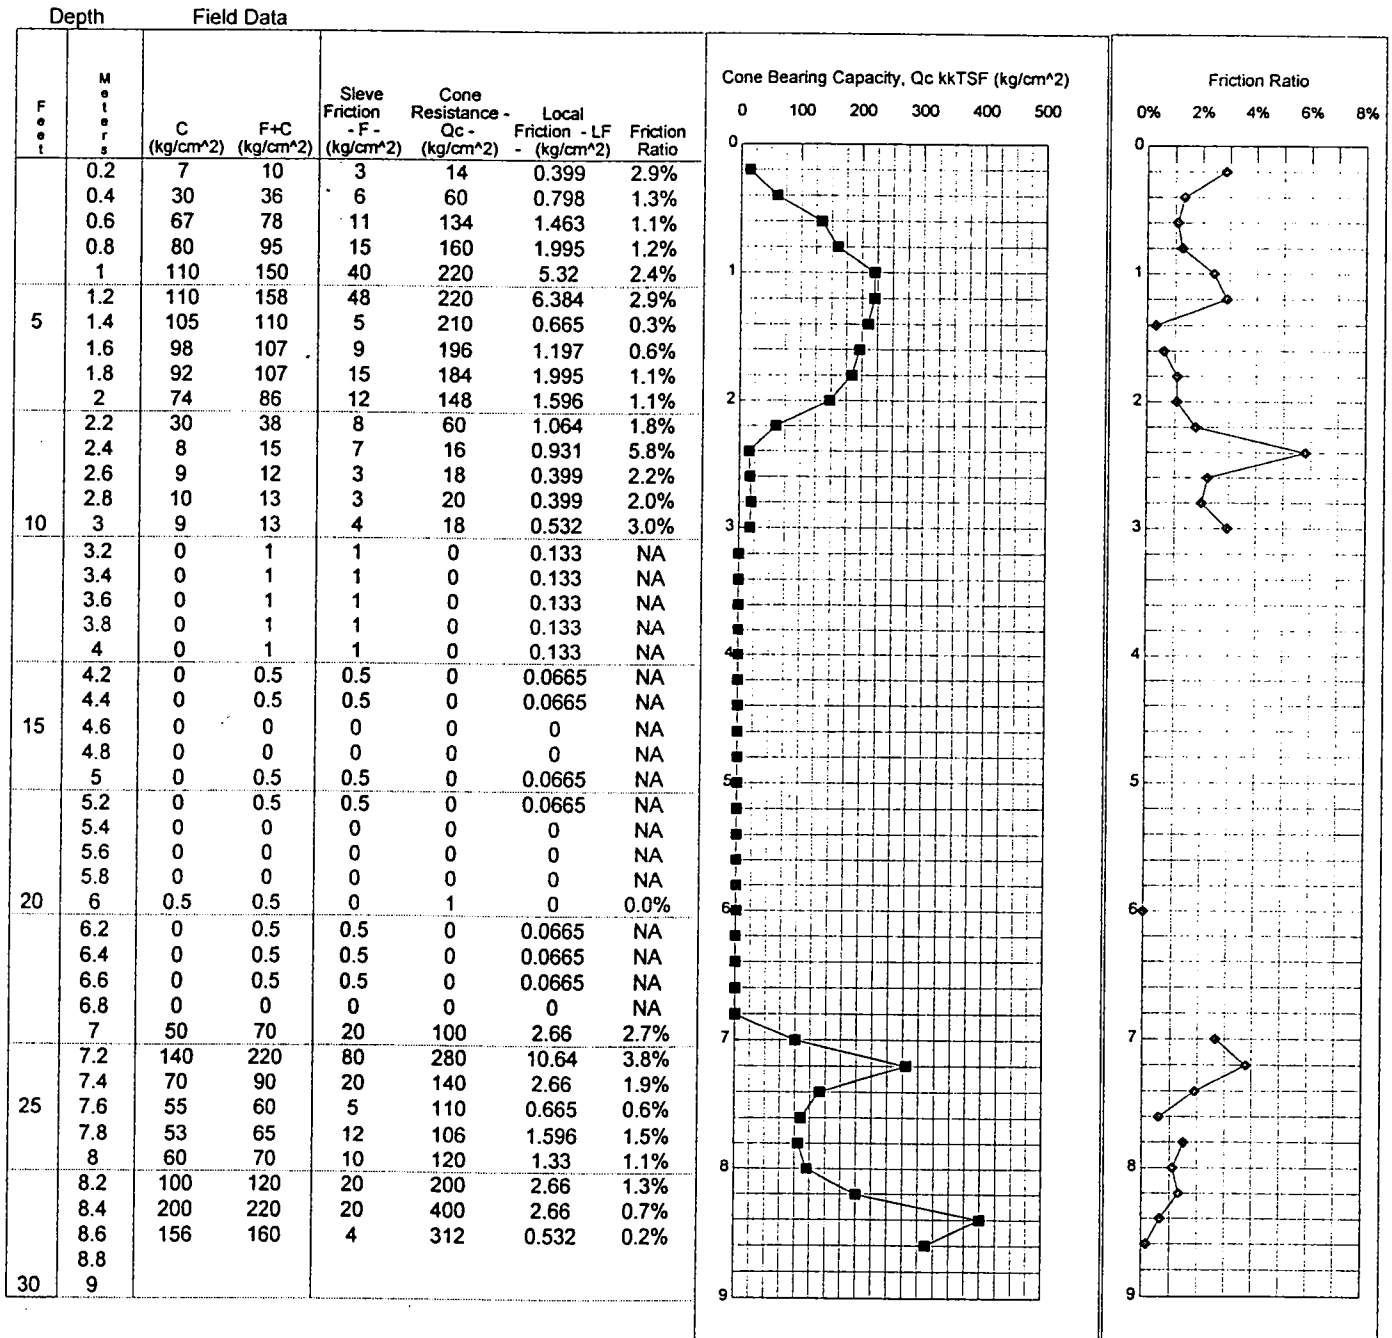 Depth Field Data
Feet Meters C (kg/cm^2) F+C (kg/cm^2) Sleve Friction - F - (kg/cm^2) Cone Resistance - Qc - (kg/cm^2) Local Friction - LF - (kg/cm^2) Friction Ratio
0.2 7 10 3 14 0.399 2.9%
0.4 30 36 6 60 0.798 1.3%
0.6 67 78 11 134 1.463 1.1%
0.8 80 95 15 160 1.995 1.2%
1 110 150 40 220 5.32 2.4%
1.2 110 158 48 220 6.384 2.9%
5 1.4 105 110 5 210 0.665 0.3%
1.6 98 107 9 196 1.197 0.6%
1.8 92 107 15 184 1.995 1.1%
2 74 86 12 148 1.596 1.1%
2.2 30 38 8 60 1.064 1.8%
2.4 8 15 7 16 0.931 5.8%
2.6 9 12 3 18 0.399 2.2%
2.8 10 13 3 20 0.399 2.0%
10 3 9 13 4 18 0.532 3.0%
3.2 0 1 1 0 0.133 NA
3.4 0 1 1 0 0.133 NA
3.6 0 1 1 0 0.133 NA
3.8 0 1 1 0 0.133 NA
4 0 1 1 0 0.133 NA
4.2 0 0.5 0.5 0 0.0665 NA
4.4 0 0.5 0.5 0 0.0665 NA
15 4.6 0 0 0 0 0 NA
4.8 0 0 0 0 0 NA
5 0 0.5 0.5 0 0.0665 NA
5.2 0 0.5 0.5 0 0.0665 NA
5.4 0 0 0 0 0 NA
5.6 0 0 0 0 0 NA
5.8 0 0 0 0 0 NA
20 6 0.5 0.5 0 1 0 0.0%
6.2 0 0.5 0.5 0 0.0665 NA
6.4 0 0.5 0.5 0 0.0665 NA
6.6 0 0.5 0.5 0 0.0665 NA
6.8 0 0 0 0 0 NA
7 50 70 20 100 2.66 2.7%
7.2 140 220 80 280 10.64 3.8%
7.4 70 90 20 140 2.66 1.9%
25 7.6 55 60 5 110 0.665 0.6%
7.8 53 65 12 106 1.596 1.5%
8 60 70 10 120 1.33 1.1%
8.2 100 120 20 200 2.66 1.3%
8.4 200 220 20 400 2.66 0.7%
8.6 156 160 4 312 0.532 0.2%
8.8
30 9
Cone Bearing Capacity, Qc kkTSF (kg/cm^2)
0 100 200 300 400 500
0
1
2
3
4
5
6
7
8
9
Friction Ratio
0% 2% 4% 6% 8%
0
1
2
3
4
5
6
7
8
9